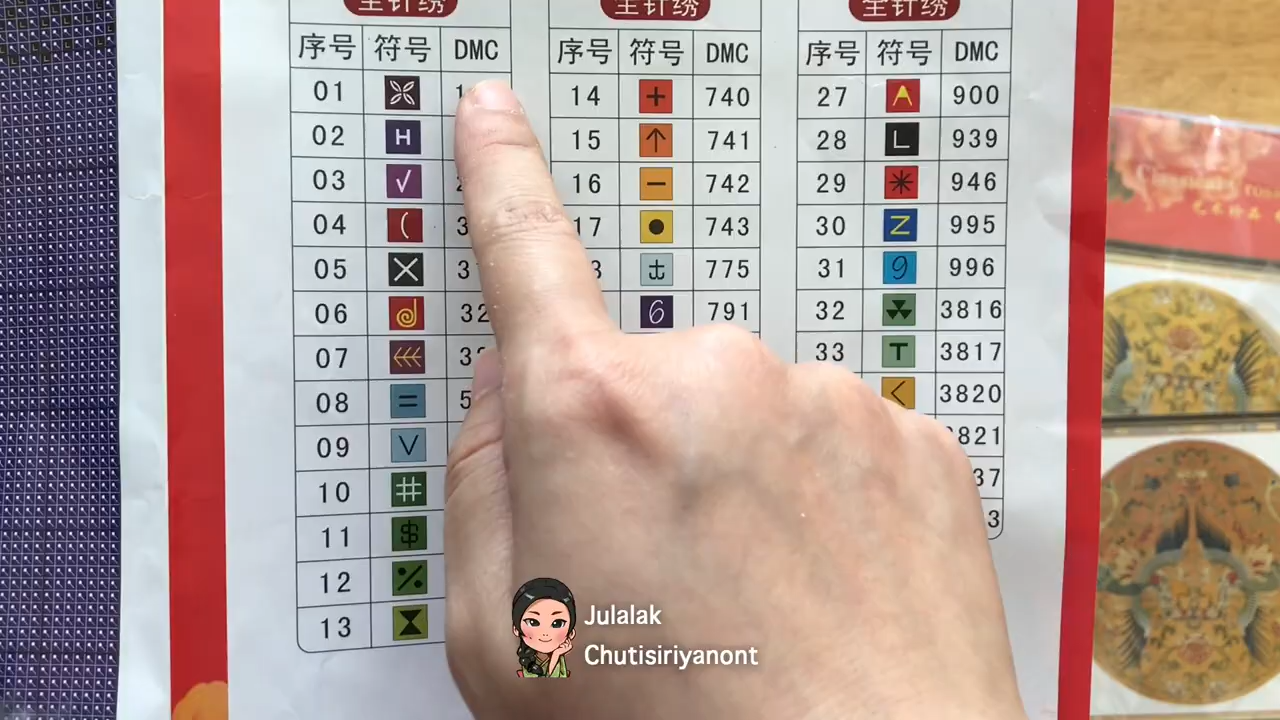 全针绣 全针绣 全针绣
序号 符号 DMC 序号 符号 DMC 序号 符号 DMC
01 14 + 740 27 A 900
02 H 15 ↑ 741 28 L 939
03 √ 16 − 742 29 946
04 ( 17 743 30 Z 995
05 775 31 9 996
06 6 791 32 3816
07 33 T 3817
08 = 3820
09 V
10 #
11 $
12 %
13
Julalak
Chutisiriyanont